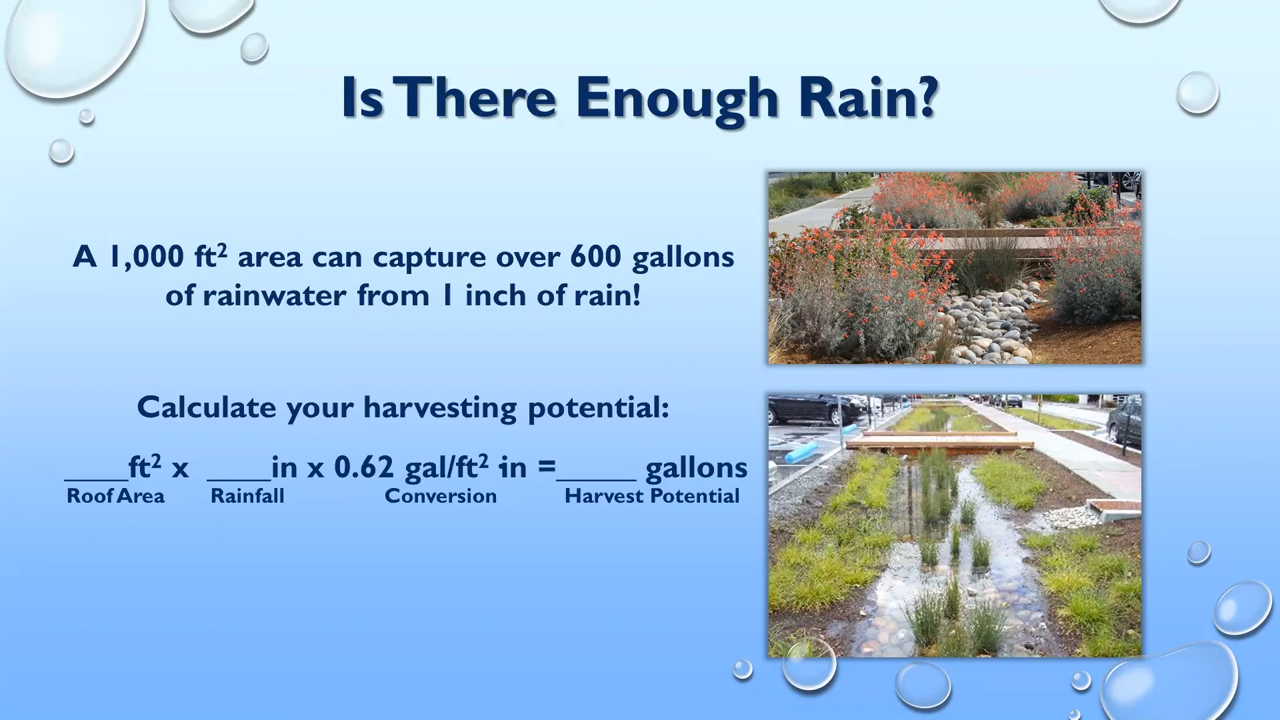 Is There Enough Rain?
A 1,000 ft² area can capture over 600 gallons
of rainwater from 1 inch of rain!
Calculate your harvesting potential:
____ft² x ____in x 0.62 gal/ft² ·in =_____ gallons
Roof Area Rainfall Conversion Harvest Potential